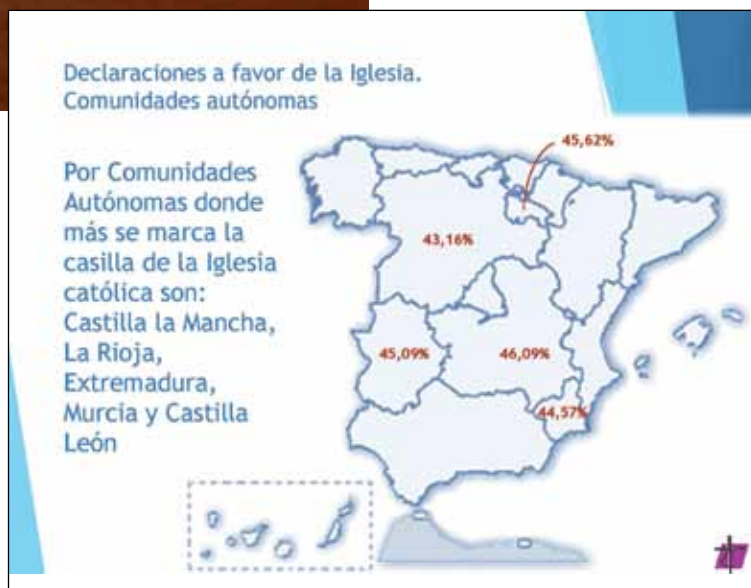 Declaraciones a favor de la Iglesia.
Comunidades autónomas
Por Comunidades
Autónomas donde
más se marca la
casilla de la Iglesia
católica son:
Castilla la Mancha,
La Rioja,
Extremadura,
Murcia y Castilla
León
45,62%
43,16%
45,09%
46,09%
44,57%